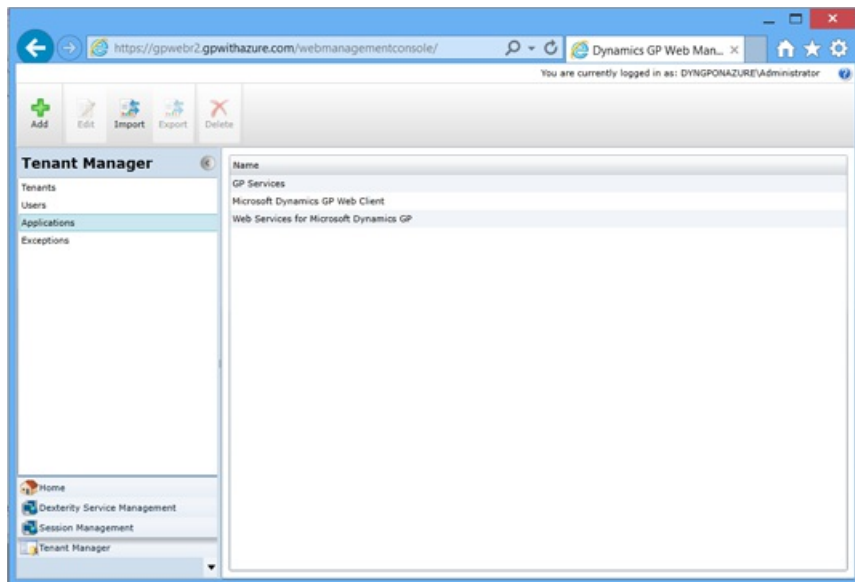 https://gpwebr2.gpwithazure.com/webmanagementconsole/
Dynamics GP Web Man...
You are currently logged in as: DYNGPONAZURE\Administrator
Add
Edit
Import
Export
Delete
Tenant Manager
Tenants
Users
Applications
Exceptions
Name
GP Services
Microsoft Dynamics GP Web Client
Web Services for Microsoft Dynamics GP
Home
Dexterity Service Management
Session Management
Tenant Manager